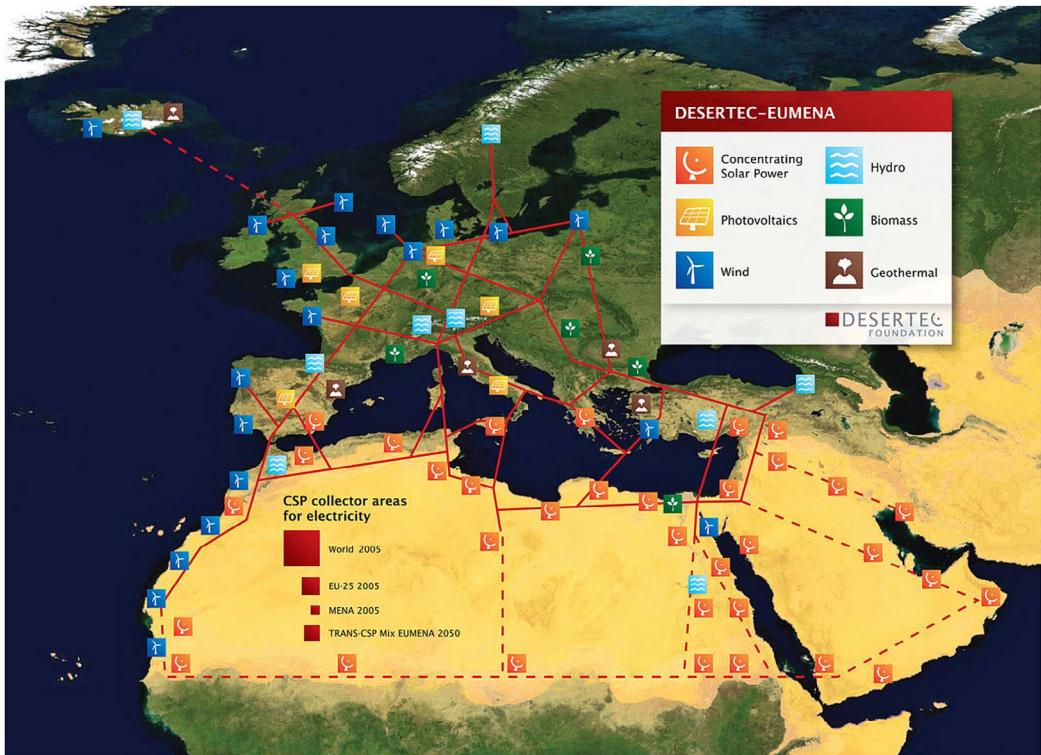 DESERTEC–EUMENA
Concentrating
Solar Power
Hydro
Photovoltaics
Biomass
Wind
Geothermal
DESERTEC
FOUNDATION
CSP collector areas
for electricity
World 2005
EU-25 2005
MENA 2005
TRANS-CSP Mix EUMENA 2050